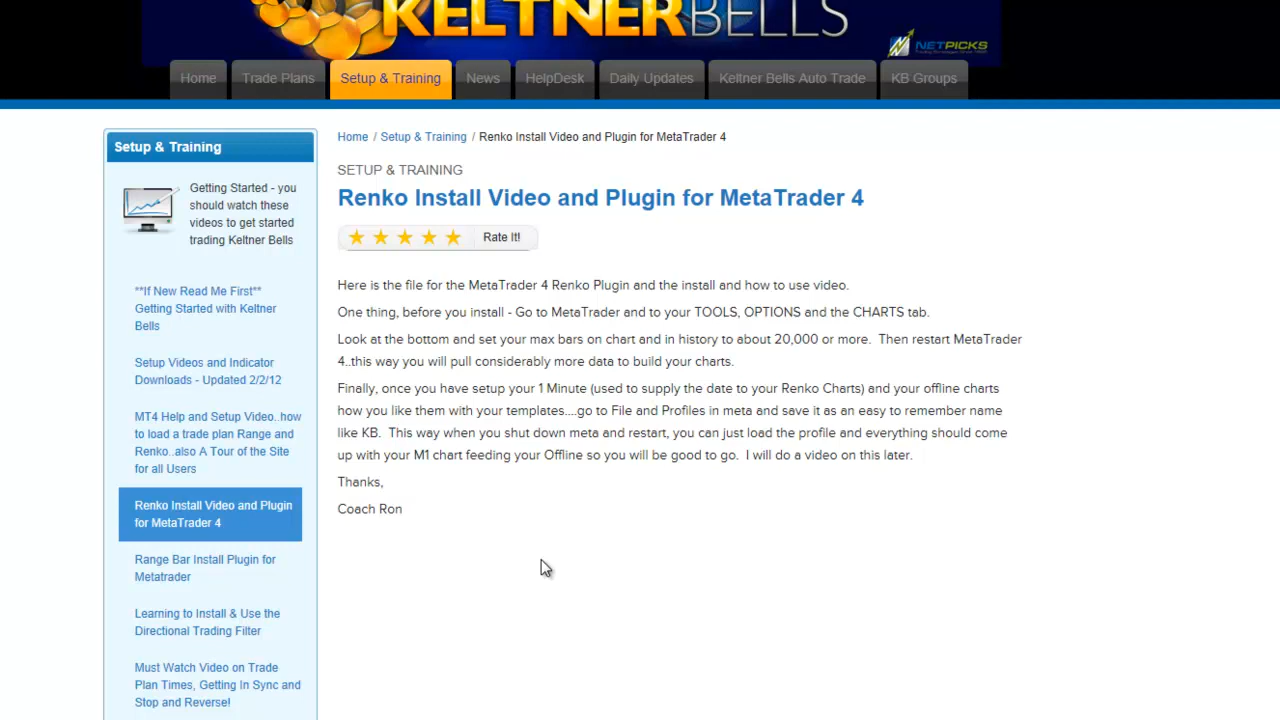 KELTNERBELLS
NETPICKS
Home
Trade Plans
Setup & Training
News
HelpDesk
Daily Updates
Keltner Bells Auto Trade
KB Groups
Setup & Training
Getting Started - you
should watch these
videos to get started
trading Keltner Bells
**If New Read Me First**
Getting Started with Keltner
Bells
Setup Videos and Indicator
Downloads - Updated 2/2/12
MT4 Help and Setup Video..how
to load a trade plan Range and
Renko..also A Tour of the Site
for all Users
Renko Install Video and Plugin
for MetaTrader 4
Range Bar Install Plugin for
Metatrader
Learning to Install & Use the
Directional Trading Filter
Must Watch Video on Trade
Plan Times, Getting In Sync and
Stop and Reverse!
Home / Setup & Training / Renko Install Video and Plugin for MetaTrader 4
SETUP & TRAINING
Renko Install Video and Plugin for MetaTrader 4
Rate It!
Here is the file for the MetaTrader 4 Renko Plugin and the install and how to use video.
One thing, before you install - Go to MetaTrader and to your TOOLS, OPTIONS and the CHARTS tab.
Look at the bottom and set your max bars on chart and in history to about 20,000 or more.  Then restart MetaTrader
4..this way you will pull considerably more data to build your charts.
Finally, once you have setup your 1 Minute (used to supply the date to your Renko Charts) and your offline charts
how you like them with your templates....go to File and Profiles in meta and save it as an easy to remember name
like KB.  This way when you shut down meta and restart, you can just load the profile and everything should come
up with your M1 chart feeding your Offline so you will be good to go.  I will do a video on this later.
Thanks,
Coach Ron